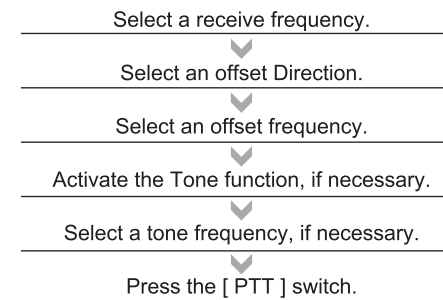 Select a receive frequency.
Select an offset Direction.
Select an offset frequency.
Activate the Tone function, if necessary.
Select a tone frequency, if necessary.
Press the [ PTT ] switch.